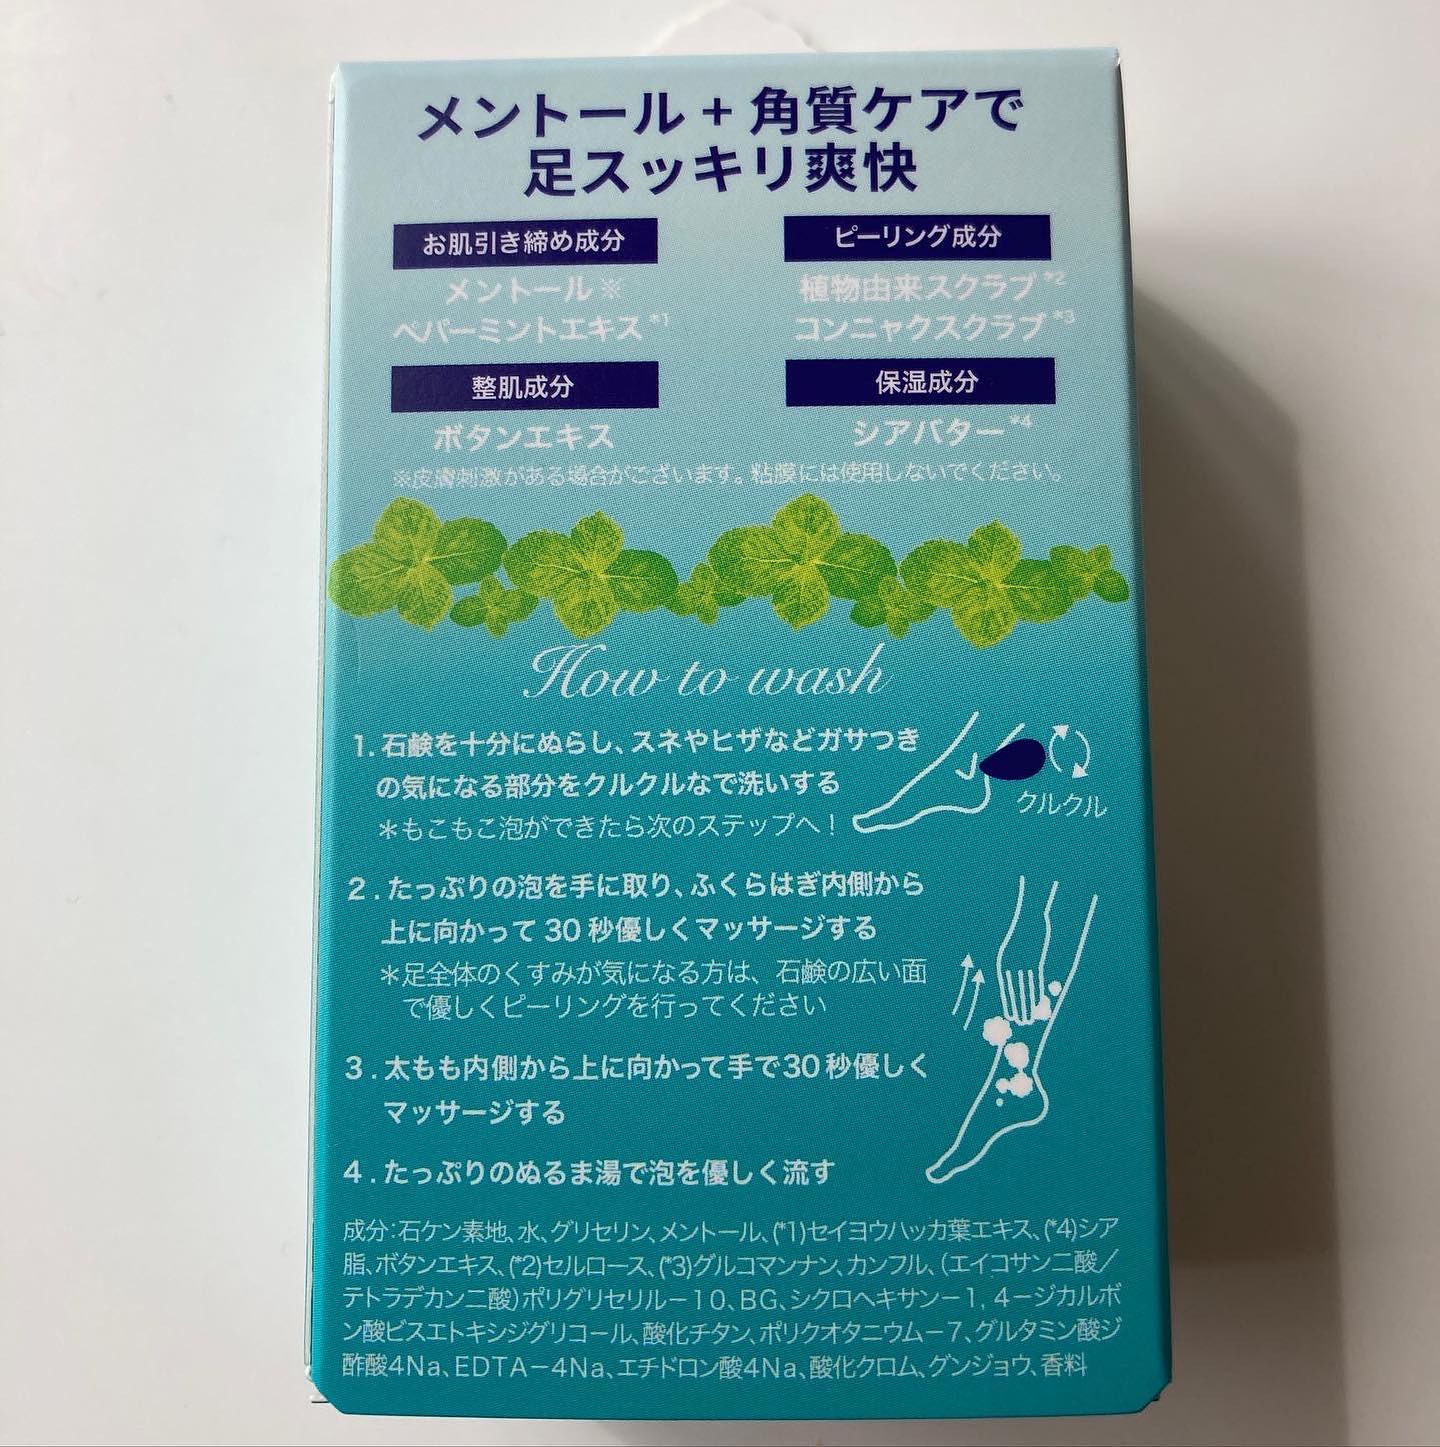 メントール + 角質ケアで
足スッキリ爽快
お肌引き締め成分
メントール※
ペパーミントエキス*1
ピーリング成分
植物由来スクラブ*2
コンニャクスクラブ*3
整肌成分
ボタンエキス
保湿成分
シアバター*4
※皮膚刺激がある場合がございます。粘膜には使用しないでください。
How to wash
1.石鹸を十分にぬらし、スネやヒザなどガサつき
の気になる部分をクルクルなで洗いする
＊もこもこ泡ができたら次のステップへ！
クルクル
2.たっぷりの泡を手に取り、ふくらはぎ内側から
上に向かって30秒優しくマッサージする
＊足全体のくすみが気になる方は、石鹸の広い面
で優しくピーリングを行ってください
3.太もも内側から上に向かって手で30秒優しく
マッサージする
4.たっぷりのぬるま湯で泡を優しく流す
成分：石ケン素地、水、グリセリン、メントール、(*1)セイヨウハッカ葉エキス、(*4)シア
脂、ボタンエキス、(*2)セルロース、(*3)グルコマンナン、カンフル、(エイコサン二酸／
テトラデカン二酸)ポリグリセリル－10、BG、シクロヘキサン－1，4－ジカルボ
ン酸ビスエトキシジグリコール、酸化チタン、ポリクオタニウム－7、グルタミン酸ジ
酢酸4Na、EDTA－4Na、エチドロン酸4Na、酸化クロム、グンジョウ、香料